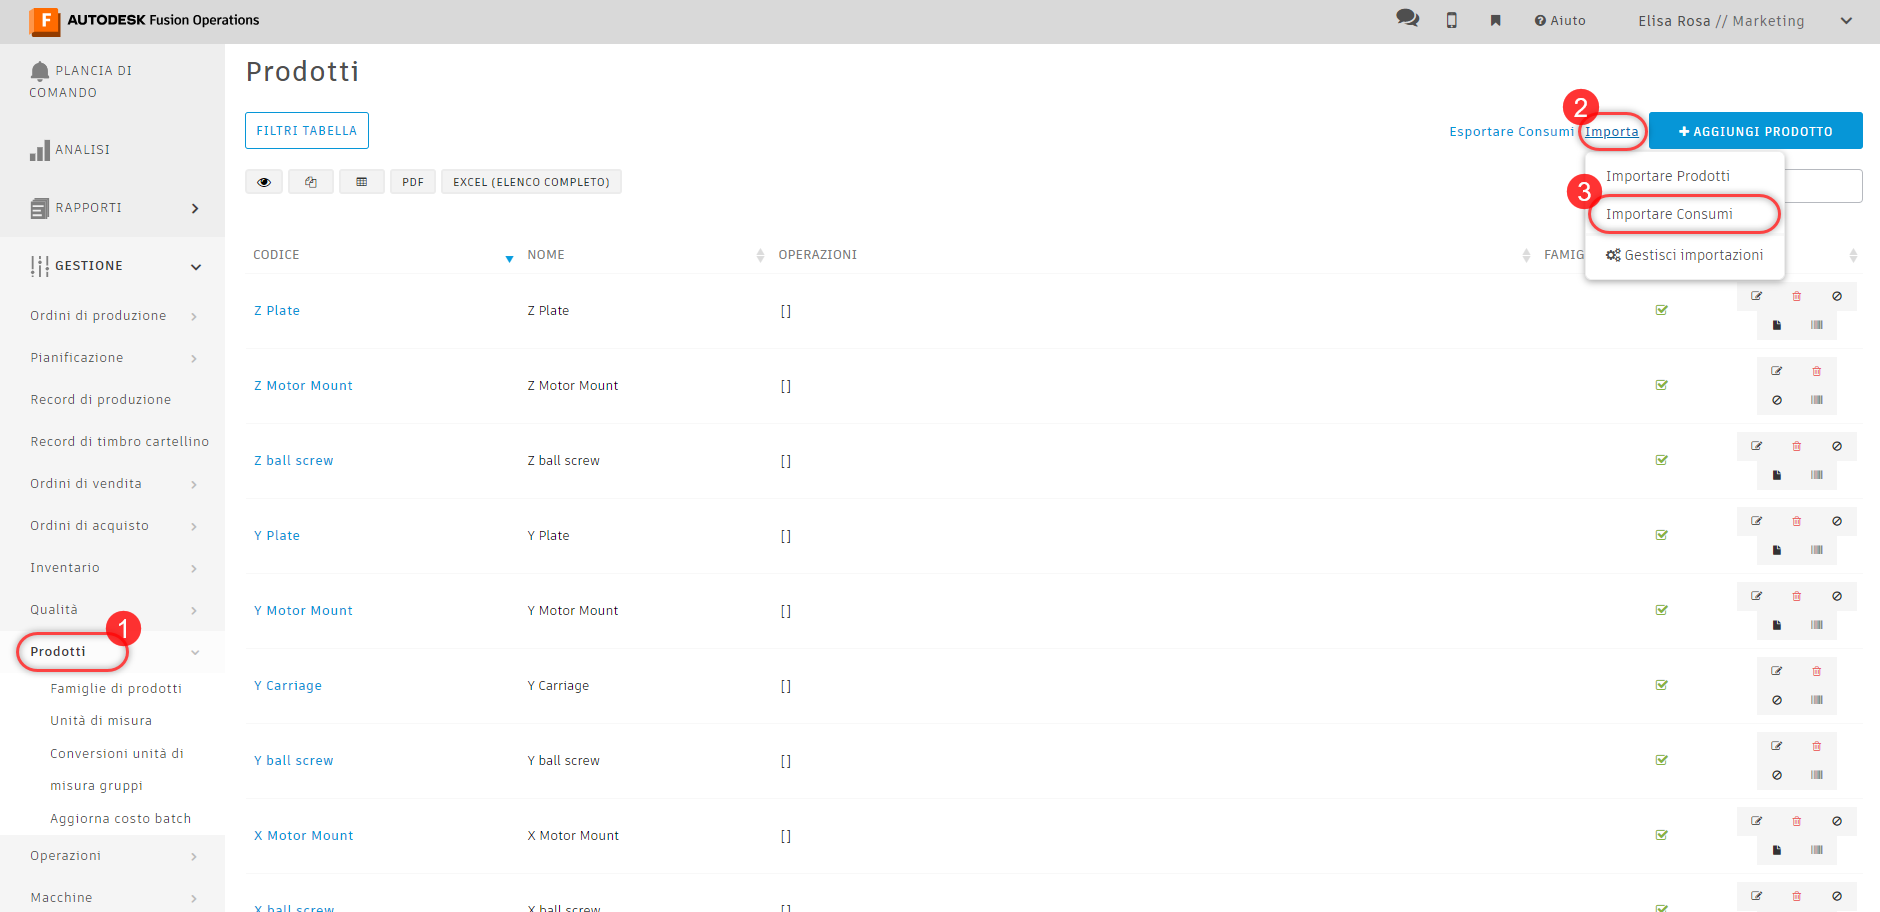 AUTODESK Fusion Operations
Aiuto
Elisa Rosa // Marketing
PLANCIA DI
COMANDO
ANALISI
RAPPORTI
GESTIONE
Ordini di produzione
Pianificazione
Record di produzione
Record di timbro cartellino
Ordini di vendita
Ordini di acquisto
Inventario
Qualità
1
Prodotti
Famiglie di prodotti
Unità di misura
Conversioni unità di
misura gruppi
Aggiorna costo batch
Operazioni
Macchine
Prodotti
FILTRI TABELLA
Esportare Consumi
2
Importa
AGGIUNGI PRODOTTO
PDF
EXCEL (ELENCO COMPLETO)
Importare Prodotti
3
Importare Consumi
Gestisci importazioni
CODICE NOME OPERAZIONI FAMIG
Z Plate Z Plate []
Z Motor Mount Z Motor Mount []
Z ball screw Z ball screw []
Y Plate Y Plate []
Y Motor Mount Y Motor Mount []
Y Carriage Y Carriage []
Y ball screw Y ball screw []
X Motor Mount X Motor Mount []
X ball screw X ball screw []